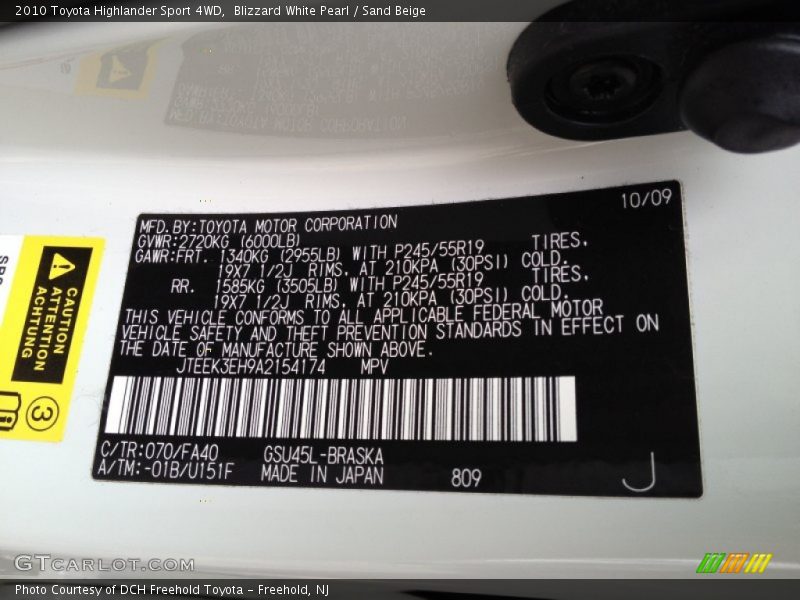 2010 Toyota Highlander Sport 4WD,  Blizzard White Pearl / Sand Beige
10/09
MFD.BY:TOYOTA MOTOR CORPORATION
GVWR:2720KG (6000LB)
GAWR:FRT. 1340KG (2955LB) WITH P245/55R19 TIRES.
19X7 1/2J RIMS. AT 210KPA (30PSI) COLD.
RR. 1585KG (3505LB) WITH P245/55R19 TIRES.
19X7 1/2J RIMS. AT 210KPA (30PSI) COLD.
THIS VEHICLE CONFORMS TO ALL APPLICABLE FEDERAL MOTOR
VEHICLE SAFETY AND THEFT PREVENTION STANDARDS IN EFFECT ON
THE DATE OF MANUFACTURE SHOWN ABOVE.
JTEEK3EH9A2154174 MPV
C/TR:070/FA40 GSU45L-BRASKA
A/TM:-01B/U151F MADE IN JAPAN 809 J
CAUTION
ATTENTION
ACHTUNG
3
SRS
GTCARLOT.COM
Photo Courtesy of DCH Freehold Toyota - Freehold, NJ